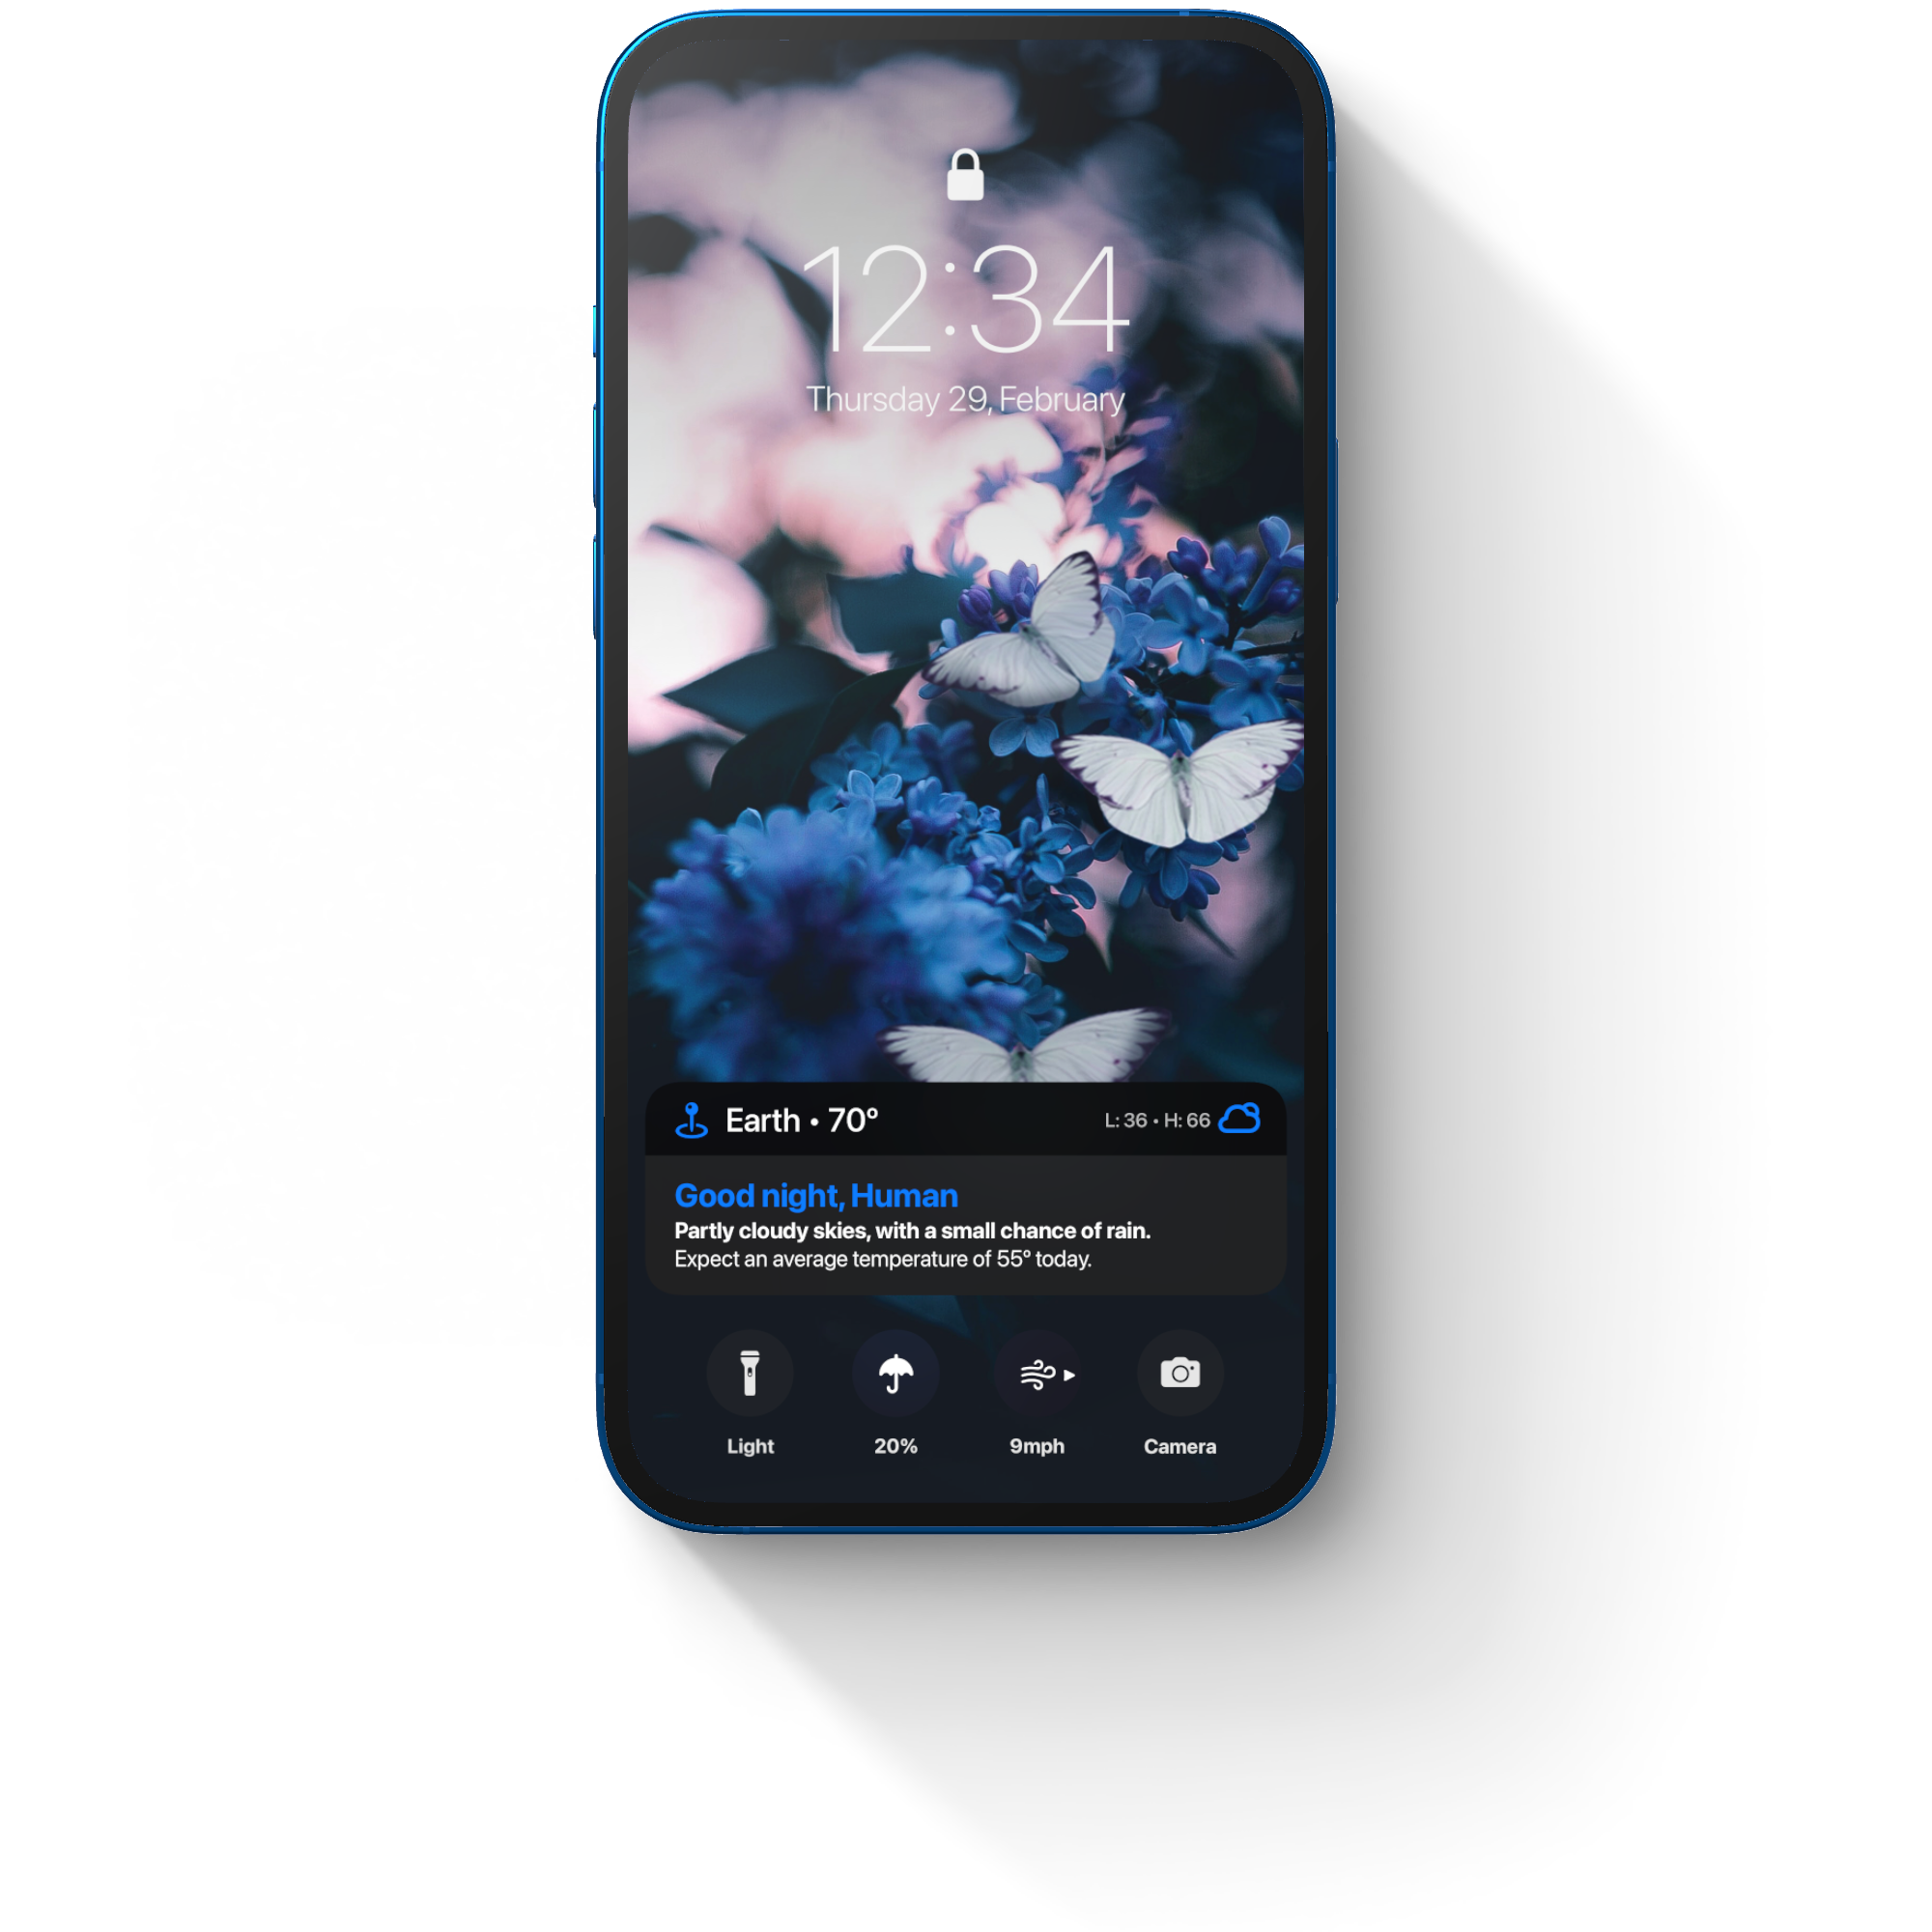 12:34
Thursday 29, February
Earth • 70°
L: 36 • H: 66
Good night, Human
Partly cloudy skies, with a small chance of rain.
Expect an average temperature of 55° today.
Light
20%
9mph
Camera